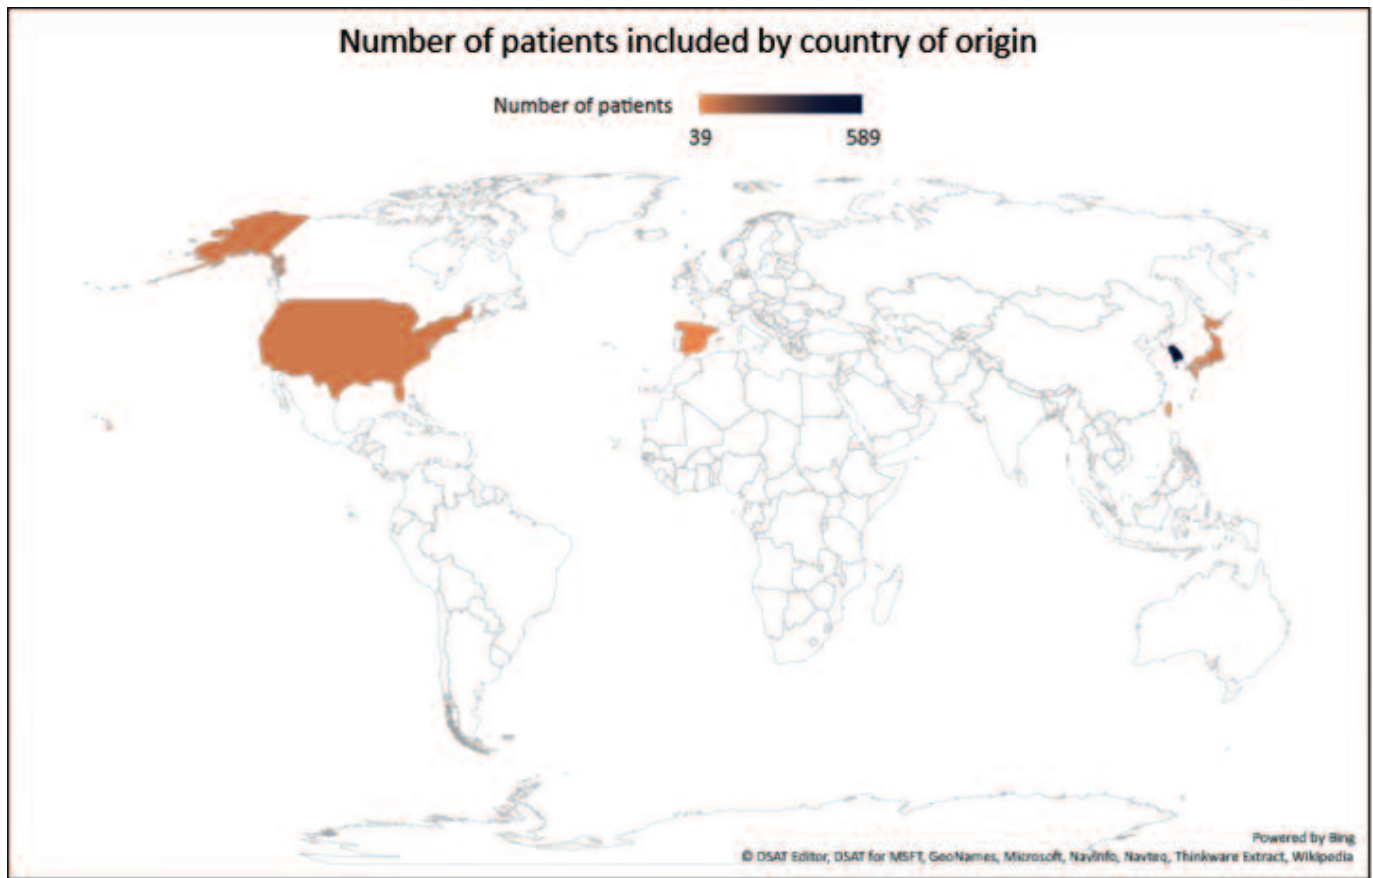 Number of patients included by country of origin
Number of patients
39 589
Powered by Bing
© DSAT Editor, DSAT for MSFT, GeoNames, Microsoft, NavInfo, Navteq, Thinkware Extract, Wikipedia